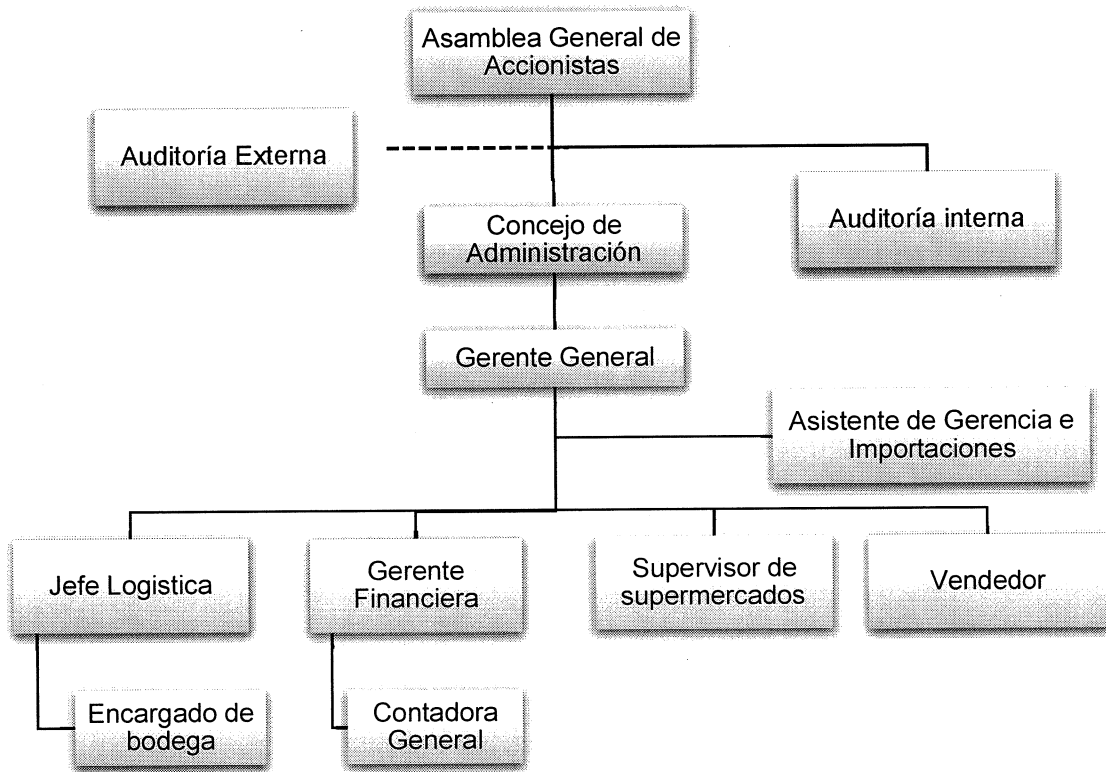 Asamblea General de
Accionistas
Auditoría Externa
Auditoría interna
Concejo de
Administración
Gerente General
Asistente de Gerencia e
Importaciones
Jefe Logistica
Gerente
Financiera
Supervisor de
supermercados
Vendedor
Encargado de
bodega
Contadora
General